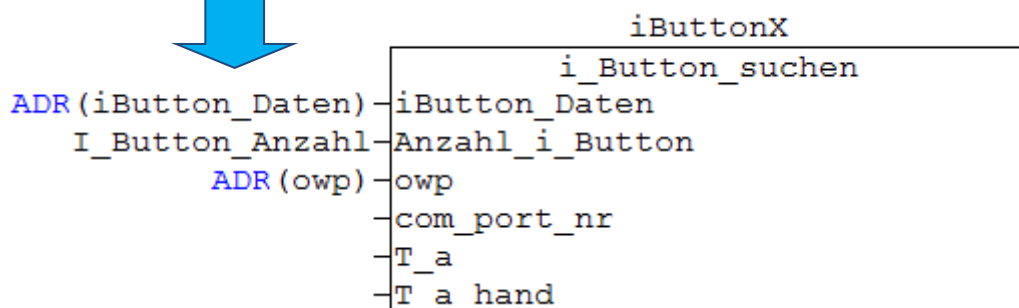 iButtonX
i_Button_suchen
ADR(iButton_Daten) iButton_Daten
I_Button_Anzahl Anzahl_i_Button
ADR(owp) owp
com_port_nr
T_a
T_a_hand